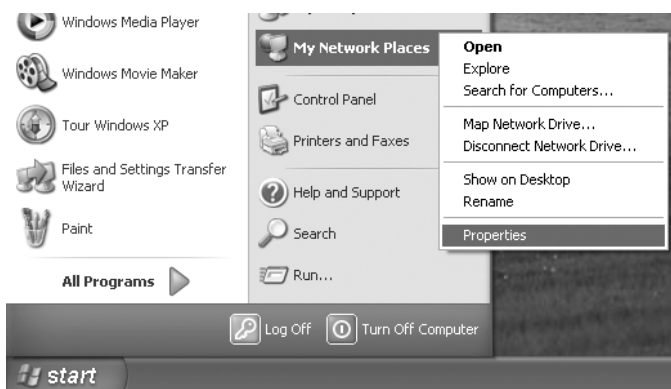 Windows Media Player
Windows Movie Maker
Tour Windows XP
Files and Settings Transfer
Wizard
Paint
All Programs
My Network Places
Control Panel
Printers and Faxes
Help and Support
Search
Run...
Open
Explore
Search for Computers...
Map Network Drive...
Disconnect Network Drive...
Show on Desktop
Rename
Properties
Log Off
Turn Off Computer
start